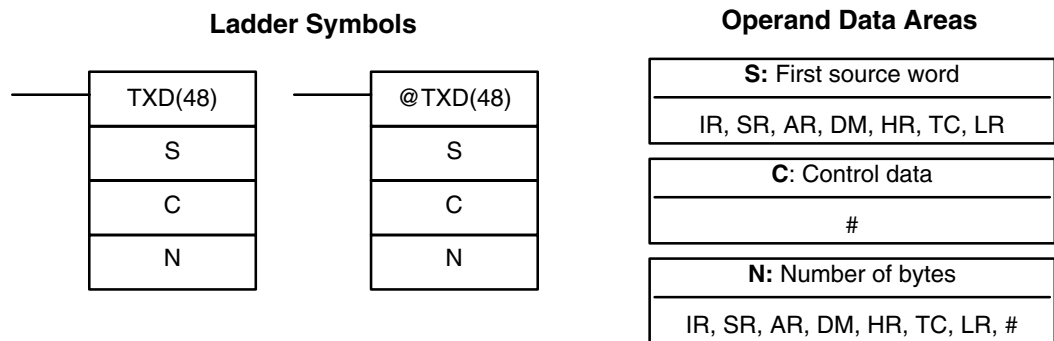 Ladder Symbols
TXD(48)
S
C
N
@TXD(48)
S
C
N
Operand Data Areas
S: First source word
IR, SR, AR, DM, HR, TC, LR
C: Control data
#
N: Number of bytes
IR, SR, AR, DM, HR, TC, LR, #